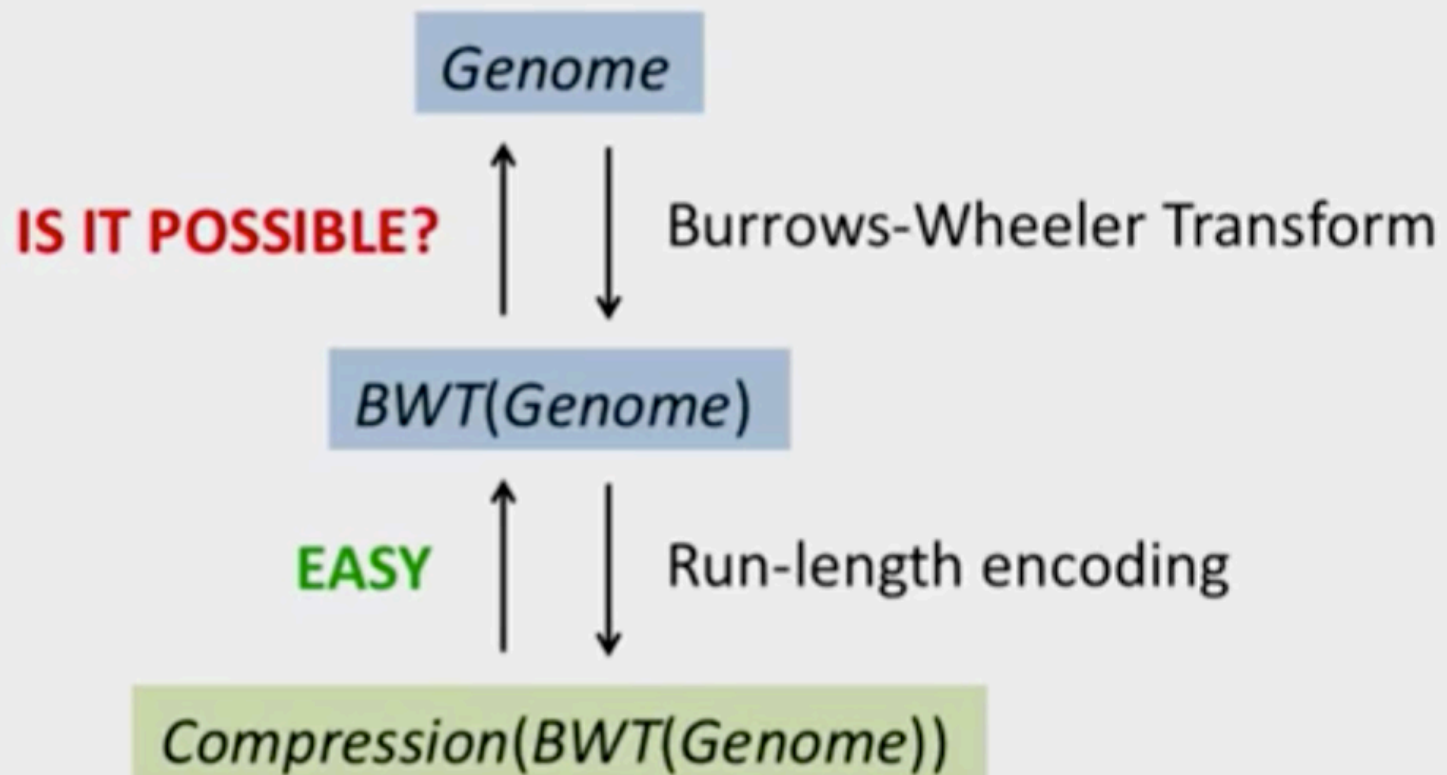 Genome
IS IT POSSIBLE? Burrows-Wheeler Transform
BWT(Genome)
EASY Run-length encoding
Compression(BWT(Genome))